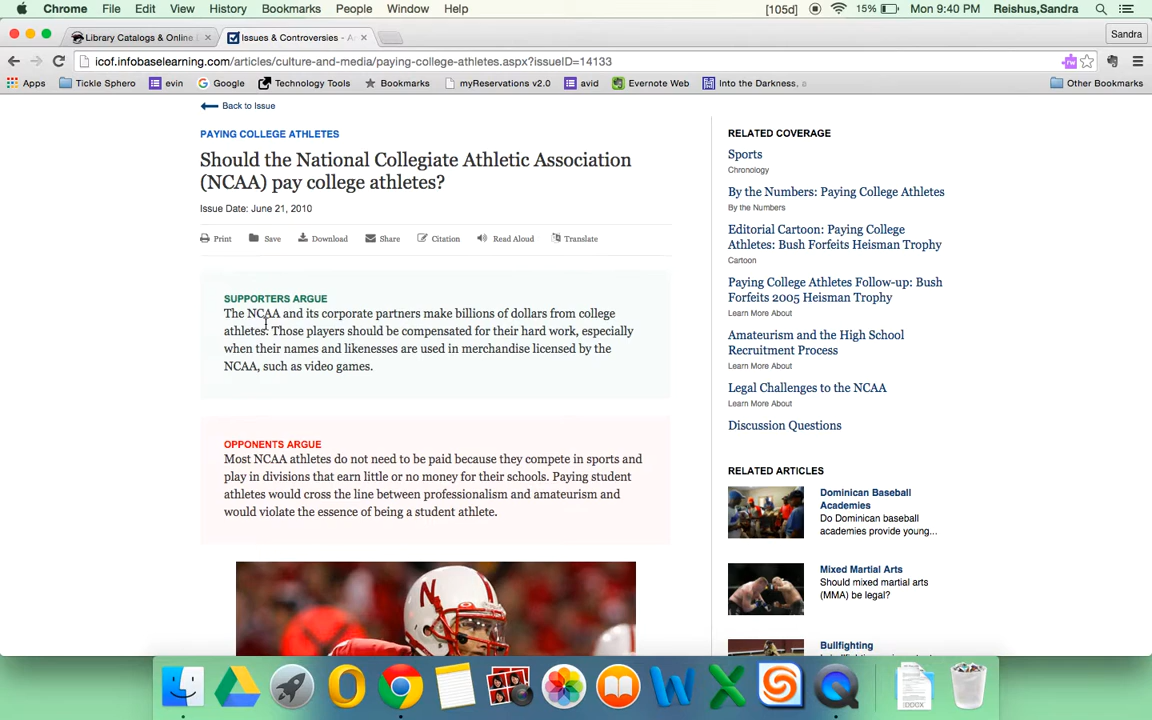 Chrome File Edit View History Bookmarks People Window Help [105d] 15% Mon 9:40 PM Reishus,Sandra
Library Catalogs & Online Issues & Controversies - A Sandra
icof.infobaselearning.com/articles/culture-and-media/paying-college-athletes.aspx?issueID=14133
Apps Tickle Sphero evin Google Technology Tools Bookmarks myReservations v2.0 avid Evernote Web Into the Darkness, a Other Bookmarks
Back to Issue
PAYING COLLEGE ATHLETES
Should the National Collegiate Athletic Association
(NCAA) pay college athletes?
Issue Date: June 21, 2010
Print Save Download Share Citation Read Aloud Translate
SUPPORTERS ARGUE
The NCAA and its corporate partners make billions of dollars from college
athletes. Those players should be compensated for their hard work, especially
when their names and likenesses are used in merchandise licensed by the
NCAA, such as video games.
OPPONENTS ARGUE
Most NCAA athletes do not need to be paid because they compete in sports and
play in divisions that earn little or no money for their schools. Paying student
athletes would cross the line between professionalism and amateurism and
would violate the essence of being a student athlete.
N
RELATED COVERAGE
Sports
Chronology
By the Numbers: Paying College Athletes
By the Numbers
Editorial Cartoon: Paying College
Athletes: Bush Forfeits Heisman Trophy
Cartoon
Paying College Athletes Follow-up: Bush
Forfeits 2005 Heisman Trophy
Learn More About
Amateurism and the High School
Recruitment Process
Learn More About
Legal Challenges to the NCAA
Learn More About
Discussion Questions
RELATED ARTICLES
Dominican Baseball
Academies
Do Dominican baseball
academies provide young...
Mixed Martial Arts
Should mixed martial arts
(MMA) be legal?
Bullfighting